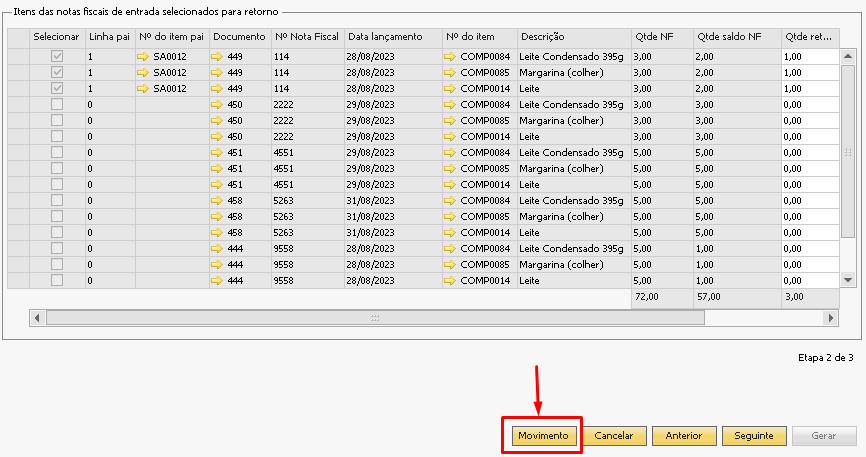 Itens das notas fiscais de entrada selecionados para retorno
Selecionar Linha pai Nº do item pai Documento Nº Nota Fiscal Data lançamento Nº do item Descrição Qtde NF Qtde saldo NF Qtde ret...
1 SA0012 449 114 28/08/2023 COMP0084 Leite Condensado 395g 3,00 2,00 1,00
1 SA0012 449 114 28/08/2023 COMP0085 Margarina (colher) 3,00 2,00 1,00
1 SA0012 449 114 28/08/2023 COMP0014 Leite 3,00 2,00 1,00
0 450 2222 29/08/2023 COMP0084 Leite Condensado 395g 3,00 3,00 0,00
0 450 2222 29/08/2023 COMP0085 Margarina (colher) 3,00 3,00 0,00
0 450 2222 29/08/2023 COMP0014 Leite 3,00 3,00 0,00
0 451 4551 29/08/2023 COMP0084 Leite Condensado 395g 5,00 5,00 0,00
0 451 4551 29/08/2023 COMP0085 Margarina (colher) 5,00 5,00 0,00
0 451 4551 29/08/2023 COMP0014 Leite 5,00 5,00 0,00
0 458 5263 31/08/2023 COMP0084 Leite Condensado 395g 5,00 5,00 0,00
0 458 5263 31/08/2023 COMP0085 Margarina (colher) 5,00 5,00 0,00
0 458 5263 31/08/2023 COMP0014 Leite 5,00 5,00 0,00
0 444 9558 28/08/2023 COMP0084 Leite Condensado 395g 5,00 1,00 0,00
0 444 9558 28/08/2023 COMP0085 Margarina (colher) 5,00 1,00 0,00
0 444 9558 28/08/2023 COMP0014 Leite 5,00 1,00 0,00
72,00 57,00 3,00
Etapa 2 de 3
Movimento Cancelar Anterior Seguinte Gerar